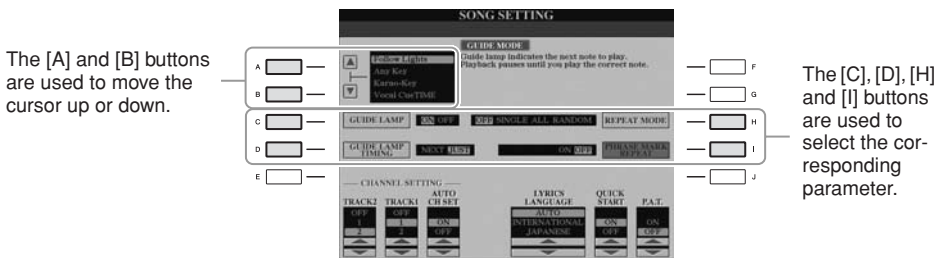 SONG SETTING
The [A] and [B] buttons
are used to move the
cursor up or down.
GUIDE MODE
Follow Lights
Any Key
Karao-Key
Vocal CueTIME
Guide lamp indicates the next note to play.
Playback pauses until you play the correct note.
A
B
C
D
E
F
G
H
I
J
The [C], [D], [H]
and [I] buttons
are used to
select the cor-
responding
parameter.
GUIDE LAMP ON OFF OFF SINGLE ALL RANDOM REPEAT MODE
GUIDE LAMP
TIMING
NEXT JUST ON OFF
PHRASE MARK
REPEAT
CHANNEL SETTING
TRACK2
OFF
1
2
TRACK1
OFF
1
2
AUTO
CH SET
ON
OFF
LYRICS
LANGUAGE
AUTO
INTERNATIONAL
JAPANESE
QUICK
START
ON
OFF
P.A.T.
ON
OFF